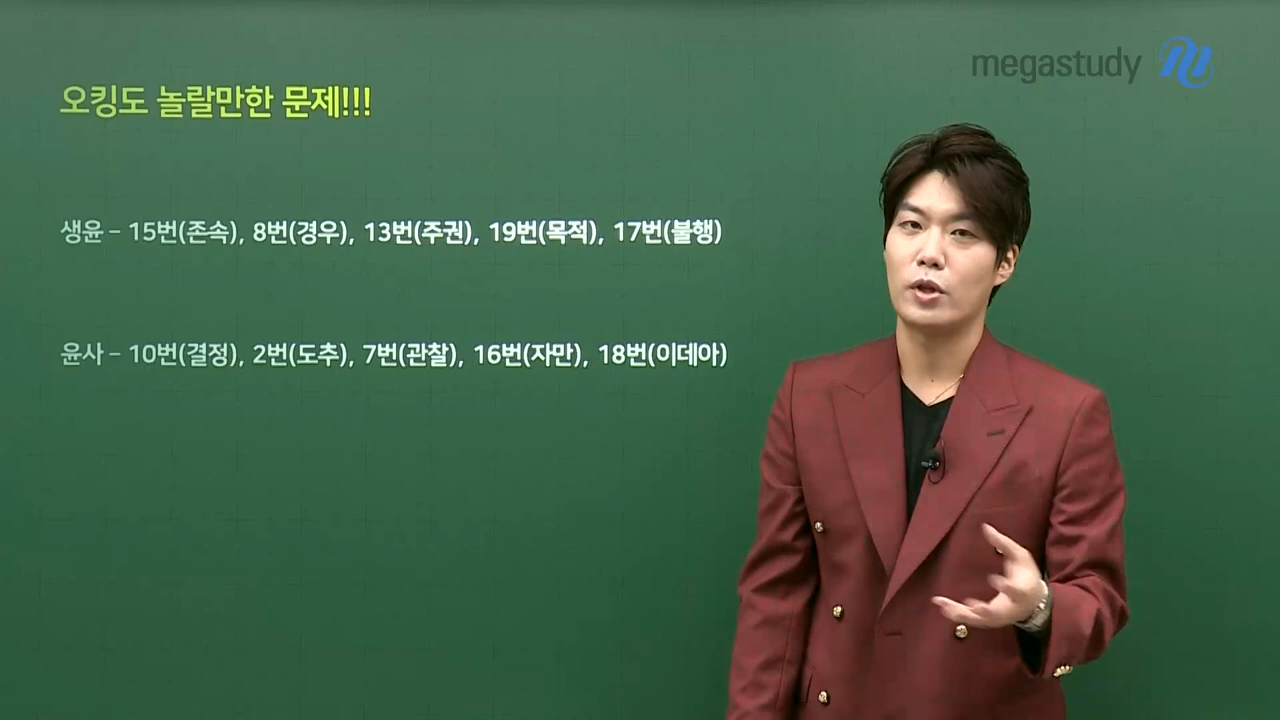 megastudy
오킹도 놀랄만한 문제!!!
생윤 – 15번(존속), 8번(경우), 13번(주권), 19번(목적), 17번(불행)
윤사 – 10번(결정), 2번(도추), 7번(관찰), 16번(자만), 18번(이데아)